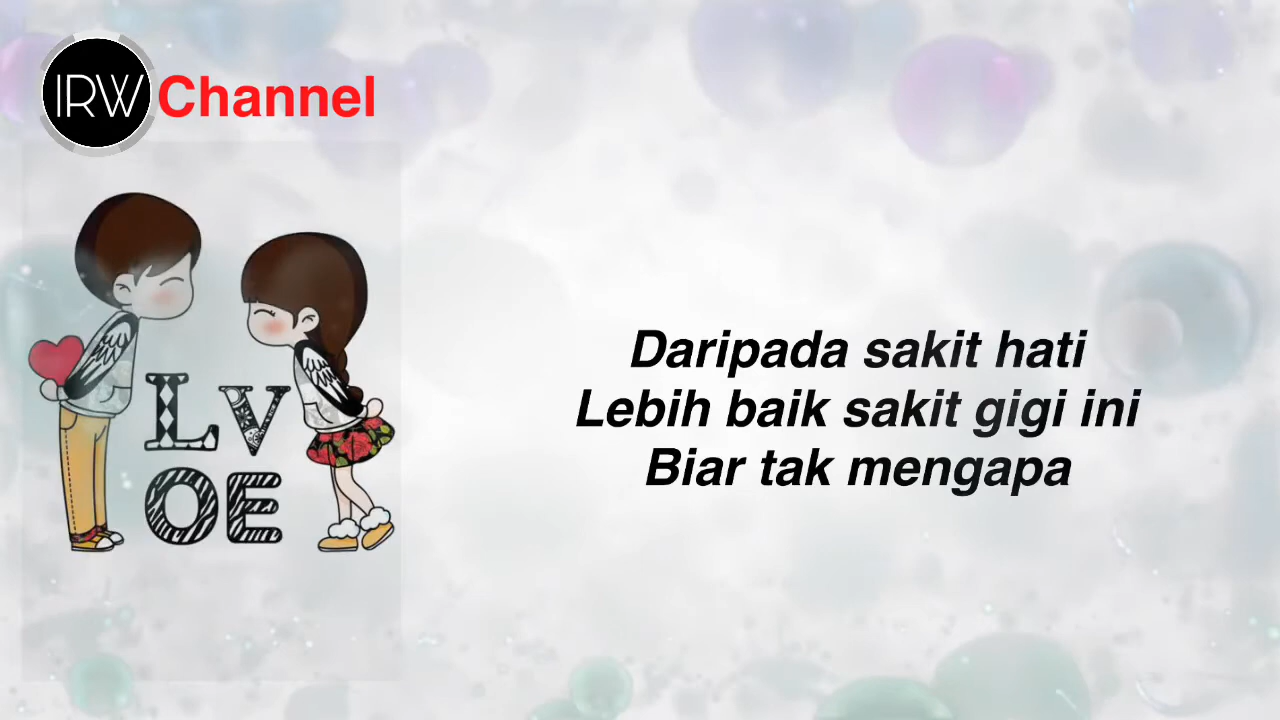 IRW Channel
LV
OE
Daripada sakit hati
Lebih baik sakit gigi ini
Biar tak mengapa